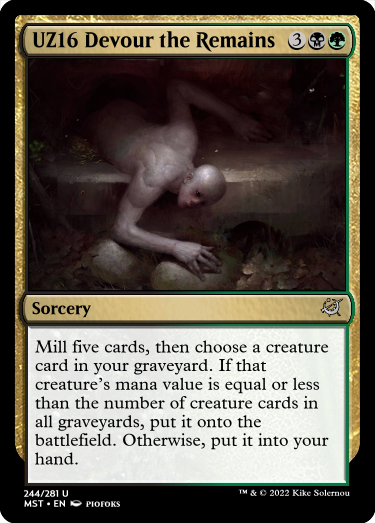 UZ16 Devour the Remains 3
Sorcery
Mill five cards, then choose a creature
card in your graveyard. If that
creature's mana value is equal or less
than the number of creature cards in
all graveyards, put it onto the
battlefield. Otherwise, put it into your
hand.
244/281 U
MST • EN PIOFOKS
™ & © 2022 Kike Solernou